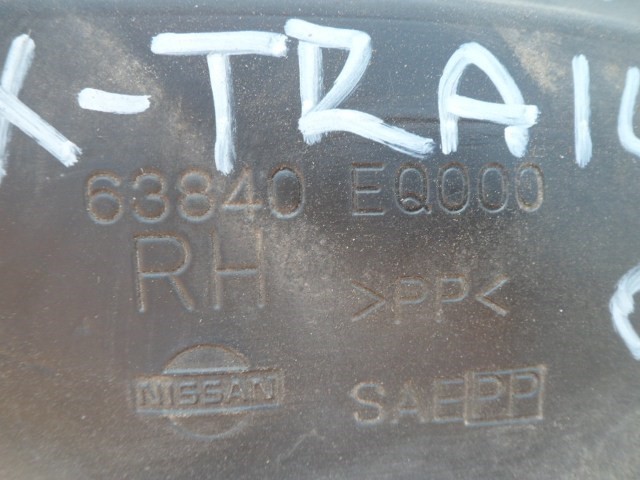 X-TRAIL
63840 EQ000
RH >PP<
NISSAN SAE PP